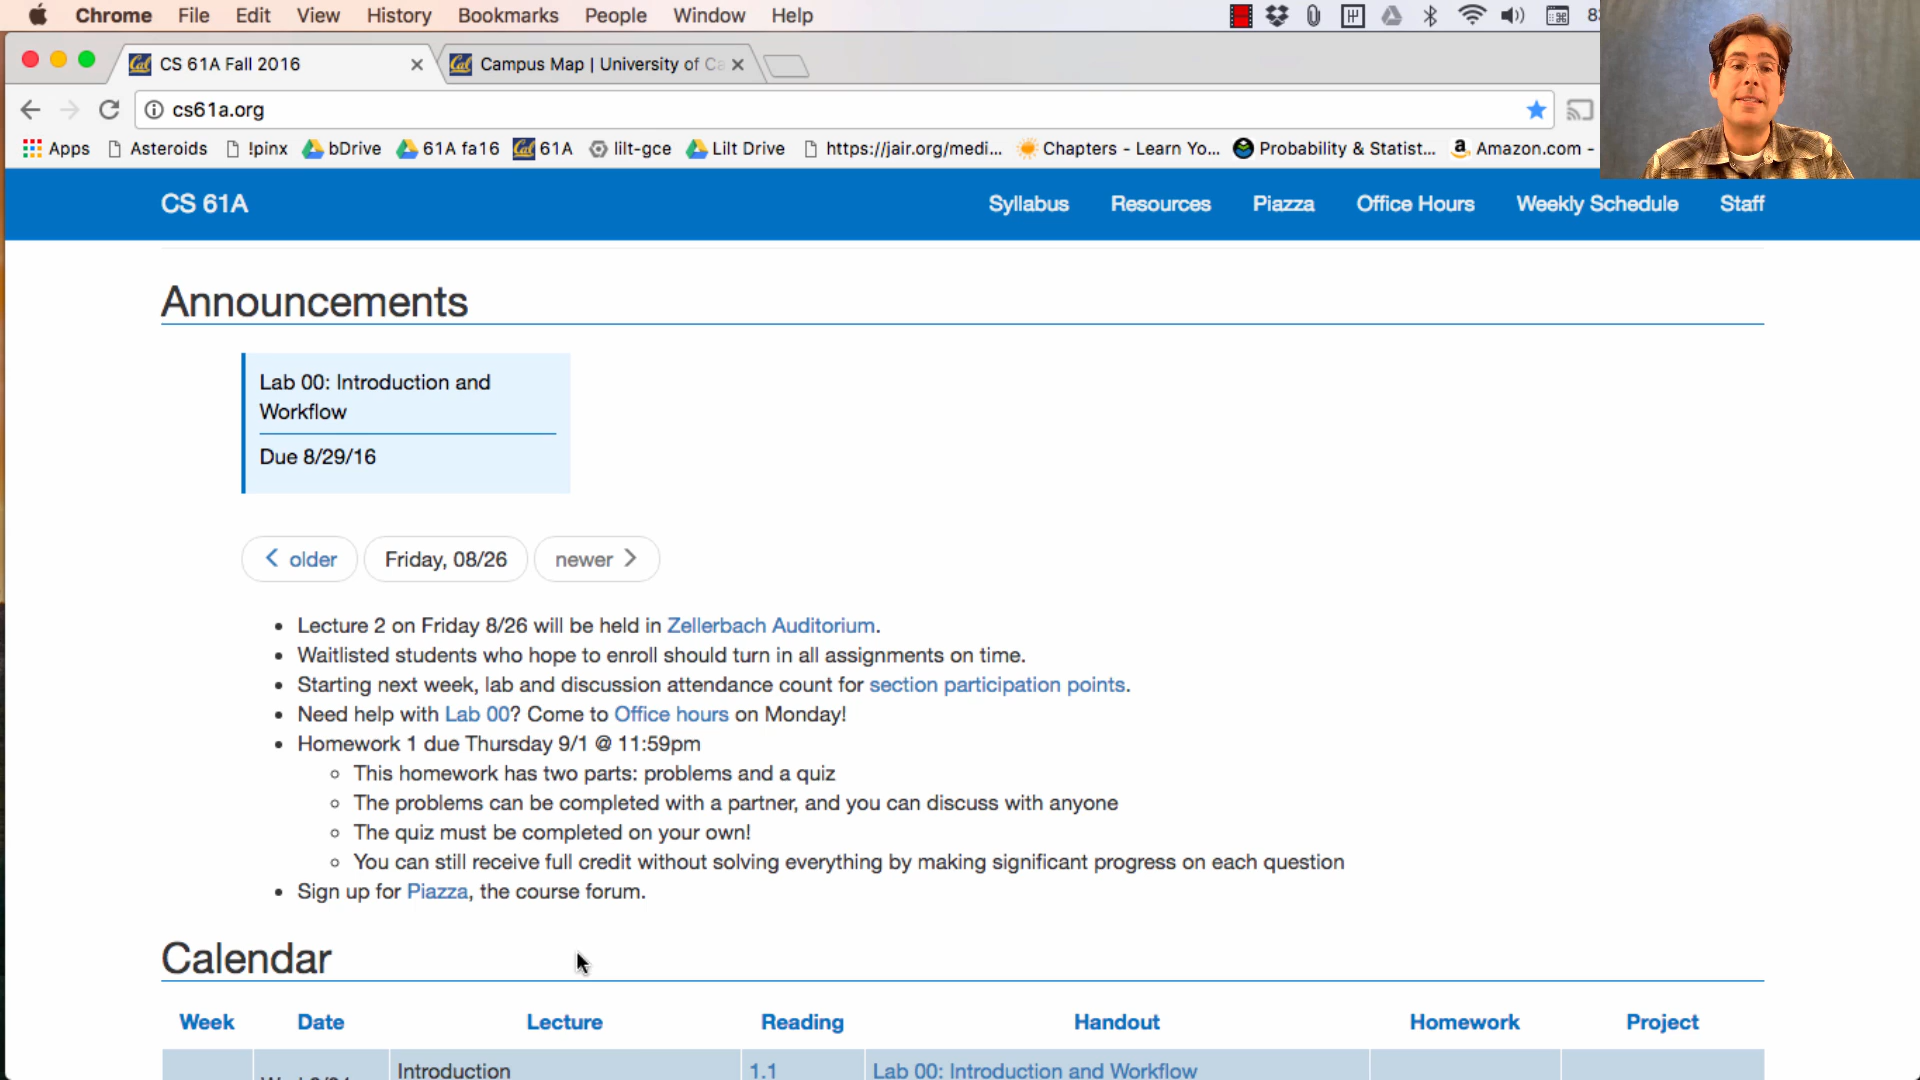 Chrome File Edit View History Bookmarks People Window Help
CS 61A Fall 2016
Campus Map | University of Ca
cs61a.org
Apps Asteroids !pinx bDrive 61A fa16 61A lilt-gce Lilt Drive https://jair.org/medi... Chapters - Learn Yo... Probability & Statist... Amazon.com -
CS 61A Syllabus Resources Piazza Office Hours Weekly Schedule Staff
Announcements
Lab 00: Introduction and
Workflow
Due 8/29/16
older Friday, 08/26 newer
Lecture 2 on Friday 8/26 will be held in Zellerbach Auditorium.
Waitlisted students who hope to enroll should turn in all assignments on time.
Starting next week, lab and discussion attendance count for section participation points.
Need help with Lab 00? Come to Office hours on Monday!
Homework 1 due Thursday 9/1 @ 11:59pm
This homework has two parts: problems and a quiz
The problems can be completed with a partner, and you can discuss with anyone
The quiz must be completed on your own!
You can still receive full credit without solving everything by making significant progress on each question
Sign up for Piazza, the course forum.
Calendar
Week Date Lecture Reading Handout Homework Project
Introduction 1.1 Lab 00: Introduction and Workflow